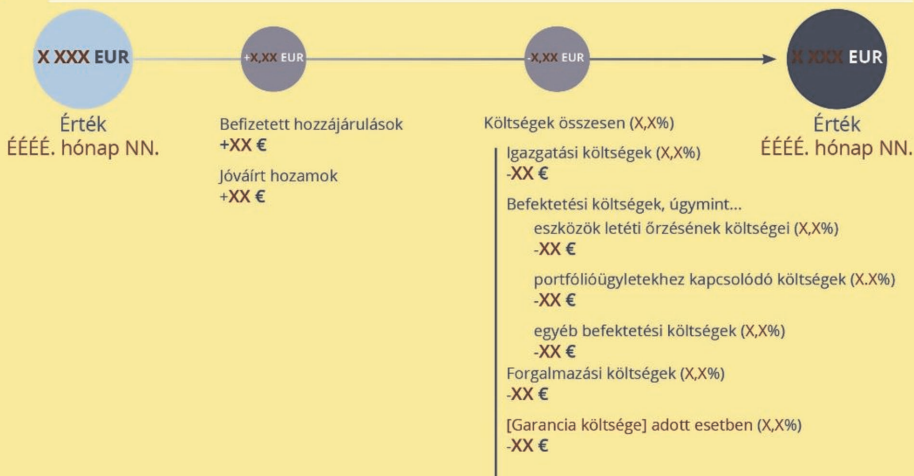 X XXX EUR
+X,XX EUR
-X,XX EUR
X XXX EUR
Érték
ÉÉÉÉ. hónap NN.
Befizetett hozzájárulások
+XX €
Jóváírt hozamok
+XX €
Költségek összesen (X,X%)
Igazgatási költségek (X,X%)
-XX €
Befektetési költségek, úgymint...
eszközök letéti őrzésének költségei (X,X%)
-XX €
portfólióügyletekhez kapcsolódó költségek (X.X%)
-XX €
egyéb befektetési költségek (X,X%)
-XX €
Forgalmazási költségek (X,X%)
-XX €
[Garancia költsége] adott esetben (X,X%)
-XX €
Érték
ÉÉÉÉ. hónap NN.